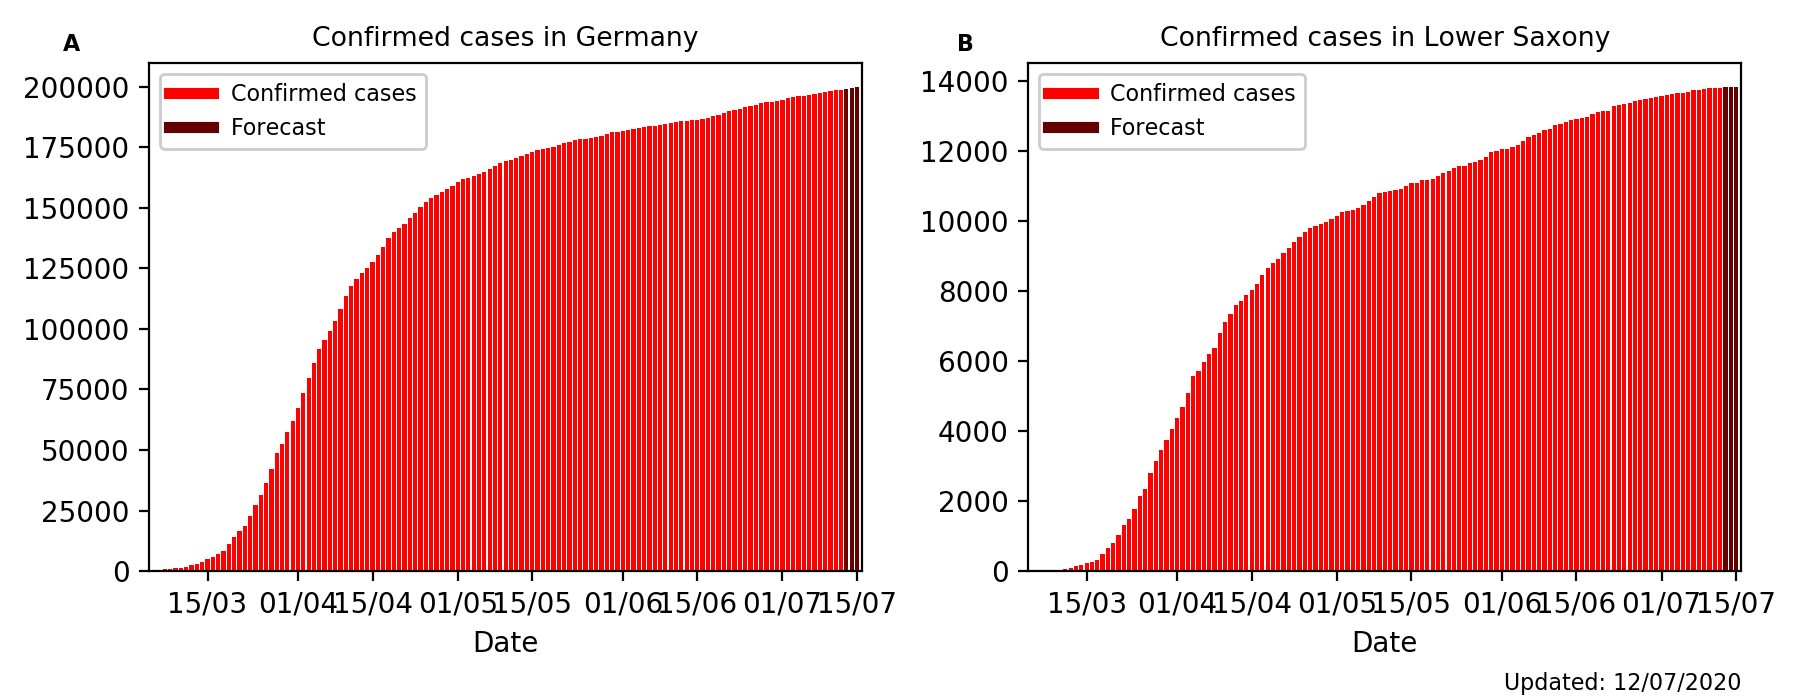 A
Confirmed cases in Germany
200000
175000
150000
125000
100000
75000
50000
25000
0
Confirmed cases
Forecast
15/03 01/04 15/04 01/05 15/05 01/06 15/06 01/07 15/07
Date
B
Confirmed cases in Lower Saxony
14000
12000
10000
8000
6000
4000
2000
0
Confirmed cases
Forecast
15/03 01/04 15/04 01/05 15/05 01/06 15/06 01/07 15/07
Date
Updated: 12/07/2020